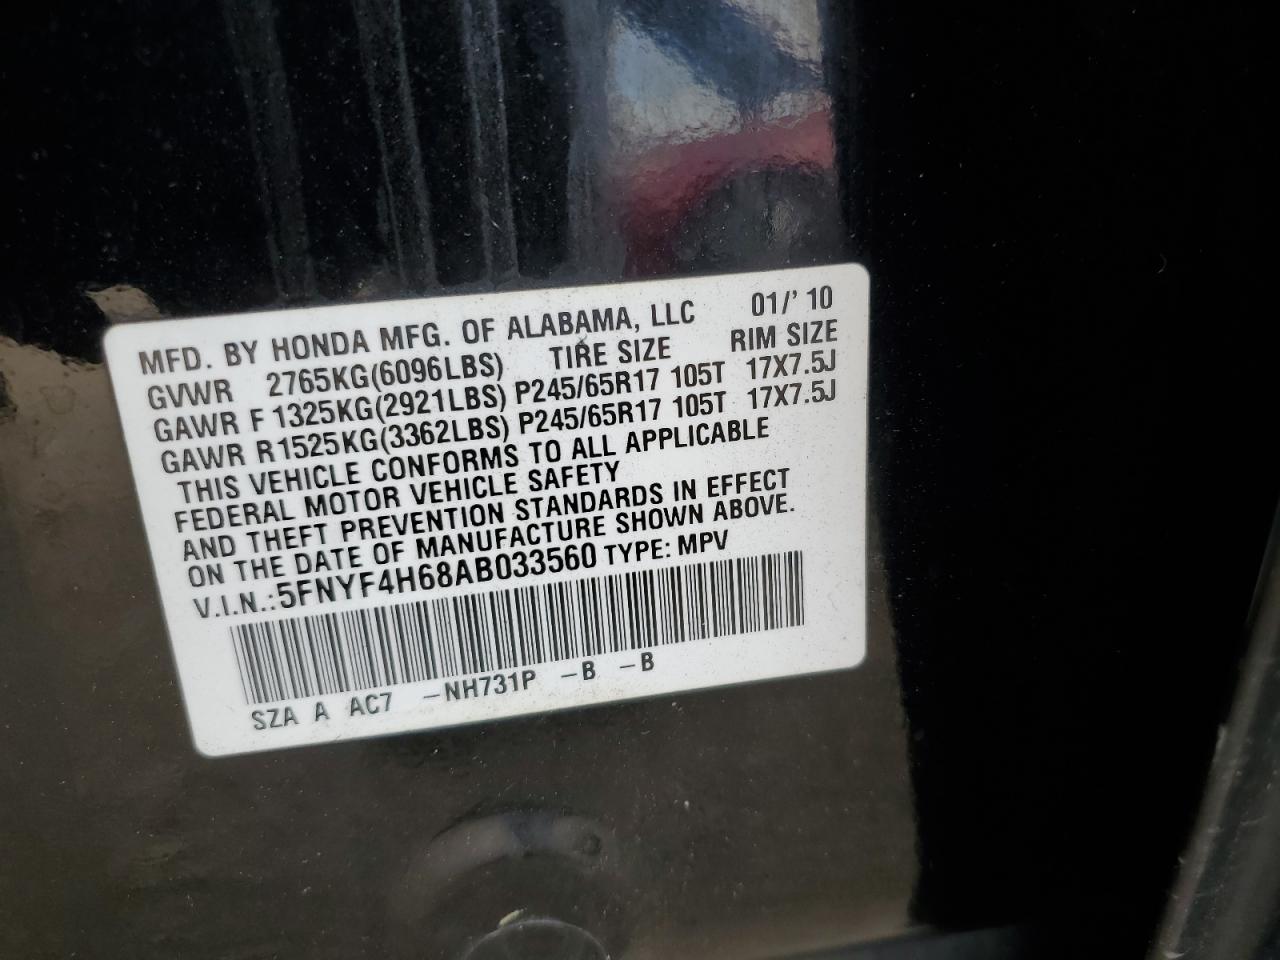 MFD. BY HONDA MFG. OF ALABAMA, LLC 01/'10
GVWR 2765KG(6096LBS) TIRE SIZE RIM SIZE
GAWR F 1325KG(2921LBS) P245/65R17 105T 17X7.5J
GAWR R1525KG(3362LBS) P245/65R17 105T 17X7.5J
THIS VEHICLE CONFORMS TO ALL APPLICABLE
FEDERAL MOTOR VEHICLE SAFETY
AND THEFT PREVENTION STANDARDS IN EFFECT
ON THE DATE OF MANUFACTURE SHOWN ABOVE.
V.I.N.:5FNYF4H68AB033560 TYPE: MPV
SZA A AC7 -NH731P -B -B